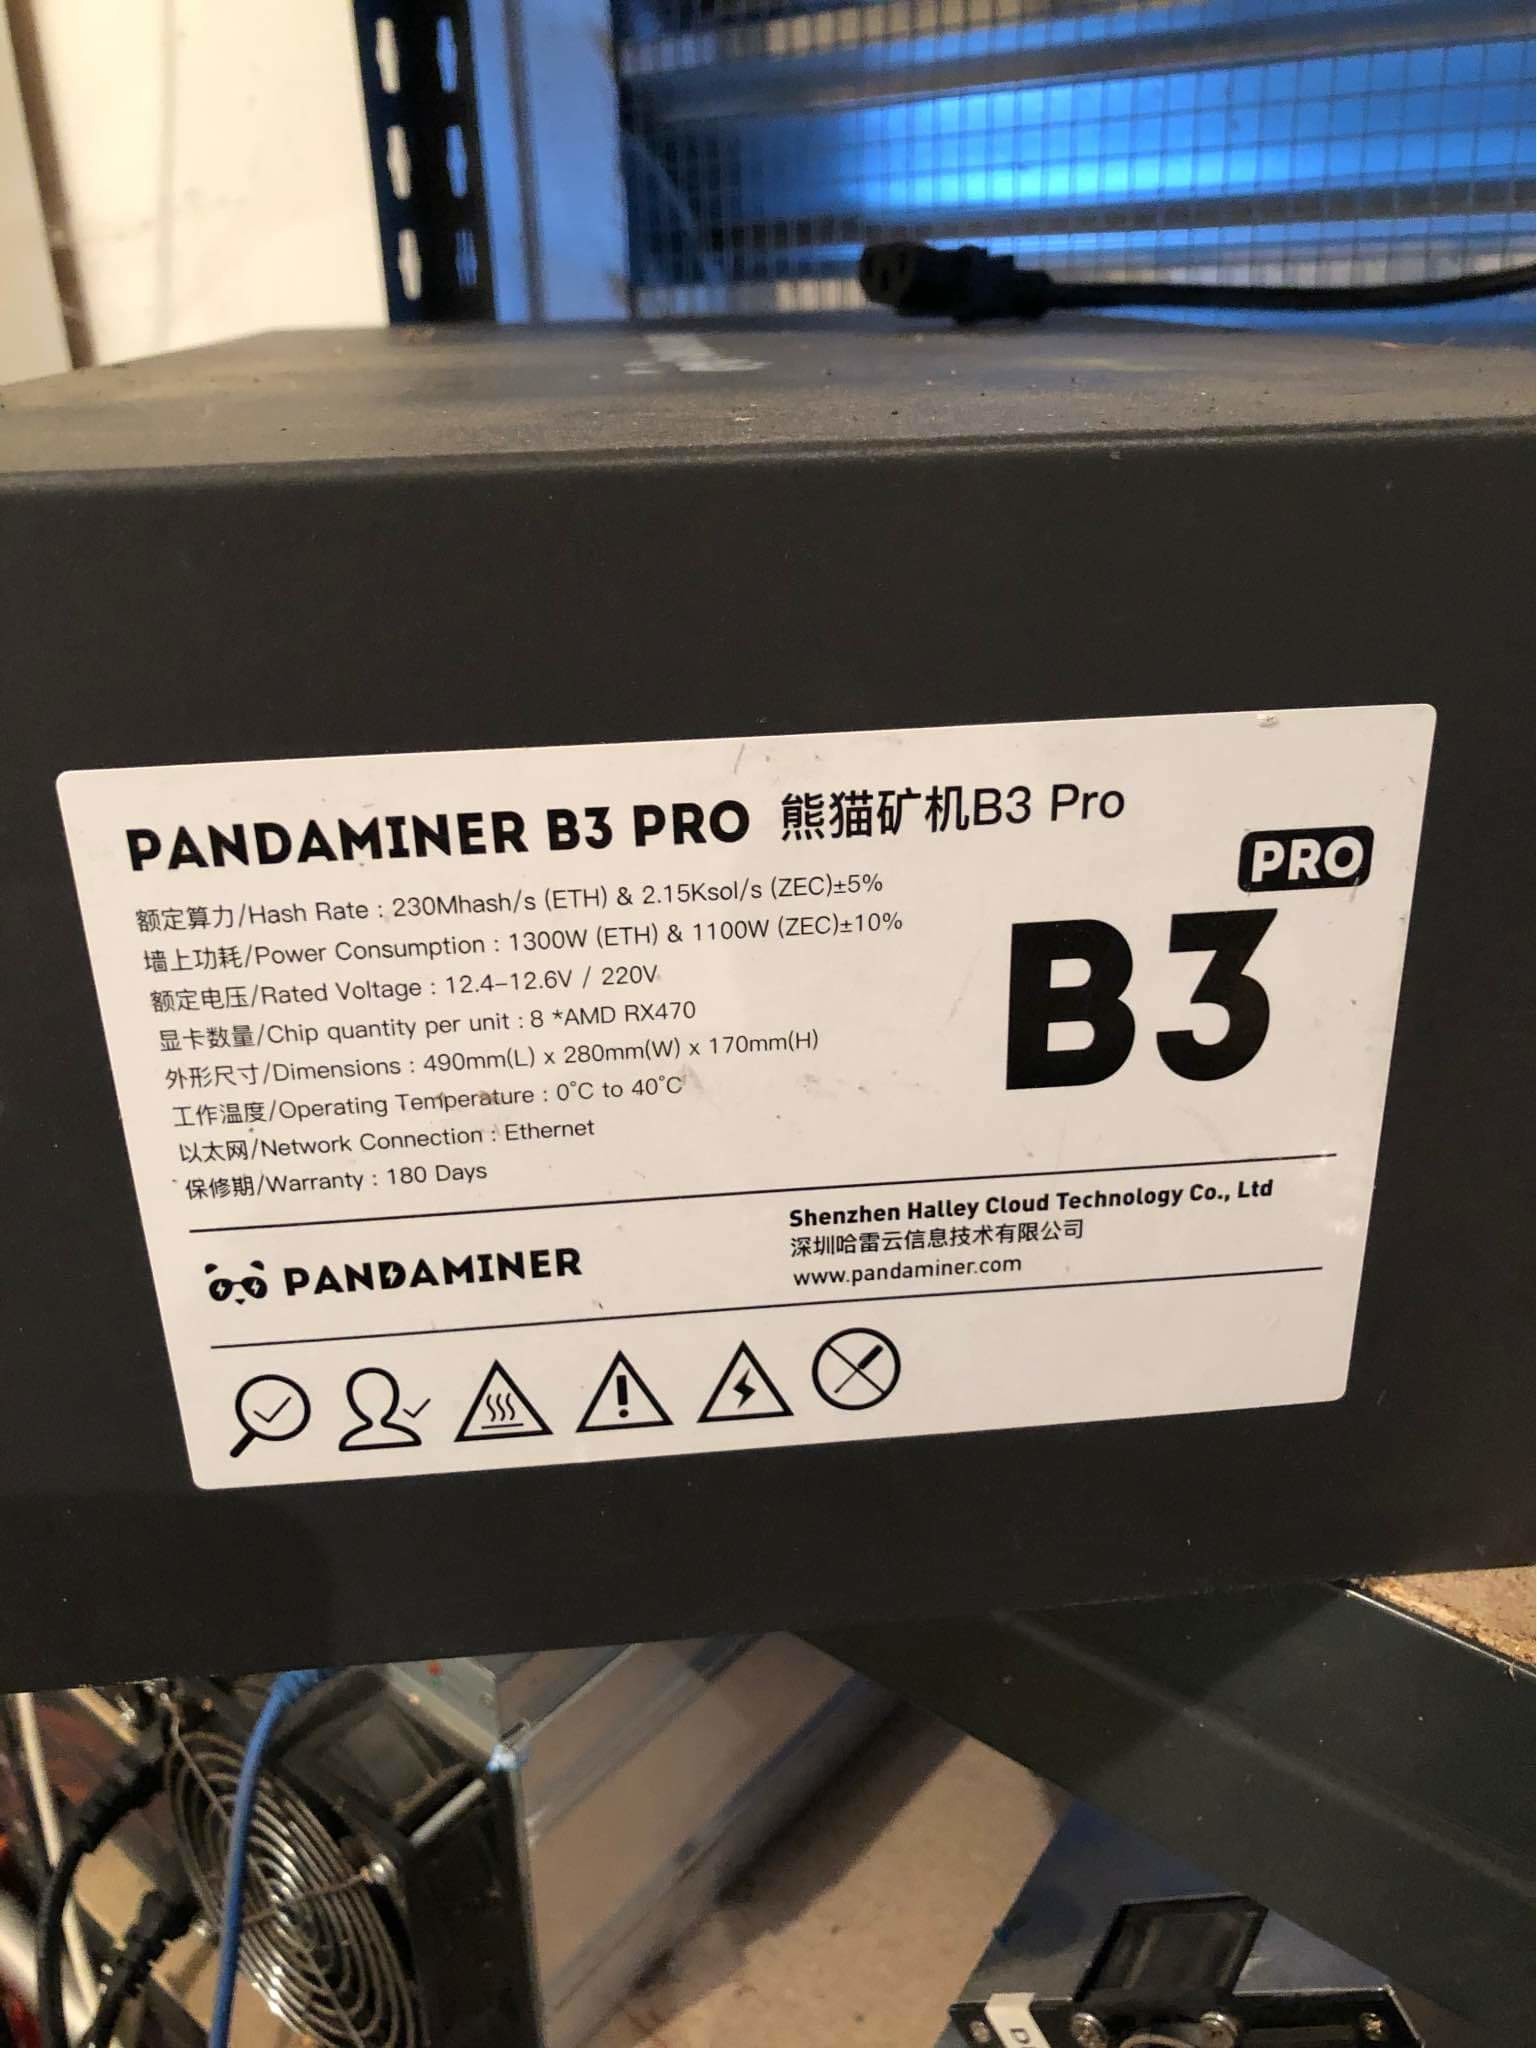 PANDAMINER B3 PRO 熊猫矿机B3 Pro
额定算力/Hash Rate : 230Mhash/s (ETH) & 2.15Ksol/s (ZEC)±5%
墙上功耗/Power Consumption : 1300W (ETH) & 1100W (ZEC)±10%
额定电压/Rated Voltage : 12.4-12.6V / 220V
显卡数量/Chip quantity per unit : 8 *AMD RX470
外形尺寸/Dimensions : 490mm(L) x 280mm(W) x 170mm(H)
工作温度/Operating Temperature : 0°C to 40°C
以太网/Network Connection : Ethernet
保修期/Warranty : 180 Days
PRO
B3
PANDAMINER
Shenzhen Halley Cloud Technology Co., Ltd
深圳哈雷云信息技术有限公司
www.pandaminer.com